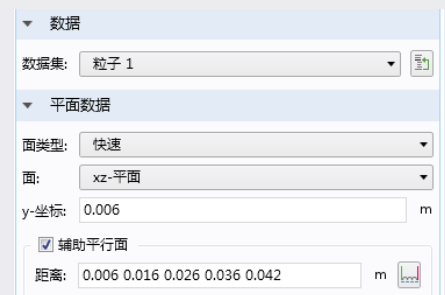 数据
数据集: 粒子 1
平面数据
面类型: 快速
面: xz-平面
y-坐标: 0.006 m
辅助平行面
距离: 0.006 0.016 0.026 0.036 0.042 m